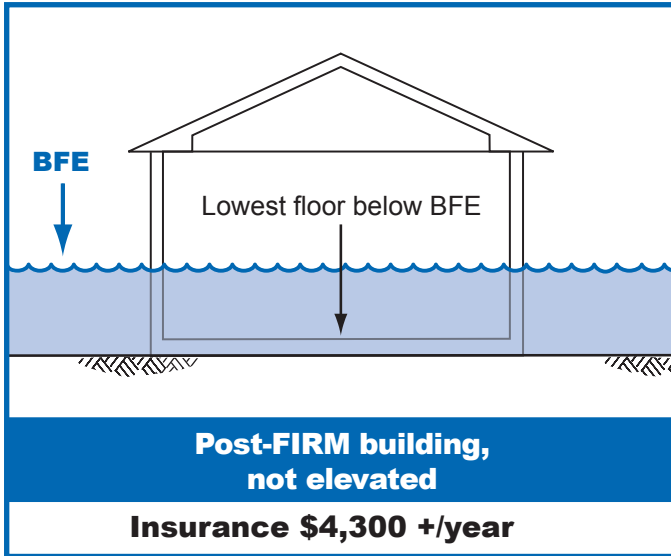 BFE
Lowest floor below BFE
Post-FIRM building,
not elevated
Insurance $4,300 +/year